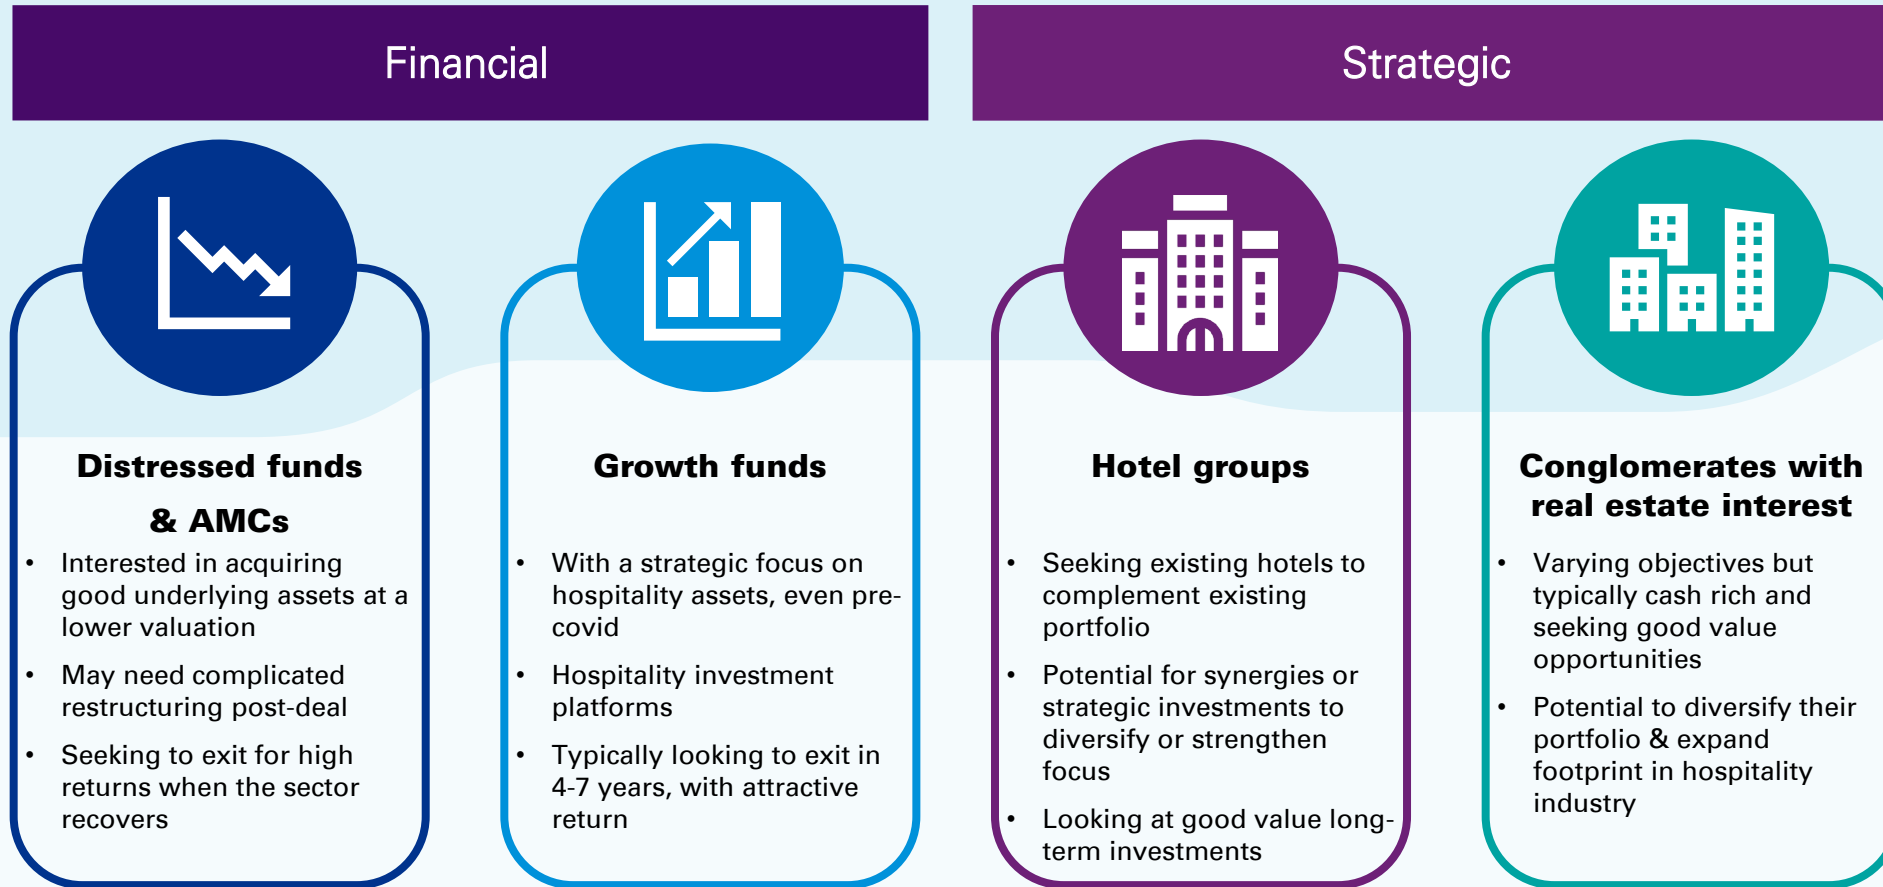 Financial
Strategic
Distressed funds
& AMCs
• Interested in acquiring
good underlying assets at a
lower valuation
• May need complicated
restructuring post-deal
• Seeking to exit for high
returns when the sector
recovers
Growth funds
• With a strategic focus on
hospitality assets, even pre-
covid
• Hospitality investment
platforms
• Typically looking to exit in
4-7 years, with attractive
return
Hotel groups
• Seeking existing hotels to
complement existing
portfolio
• Potential for synergies or
strategic investments to
diversify or strengthen
focus
• Looking at good value long-
term investments
Conglomerates with
real estate interest
• Varying objectives but
typically cash rich and
seeking good value
opportunities
• Potential to diversify their
portfolio & expand
footprint in hospitality
industry